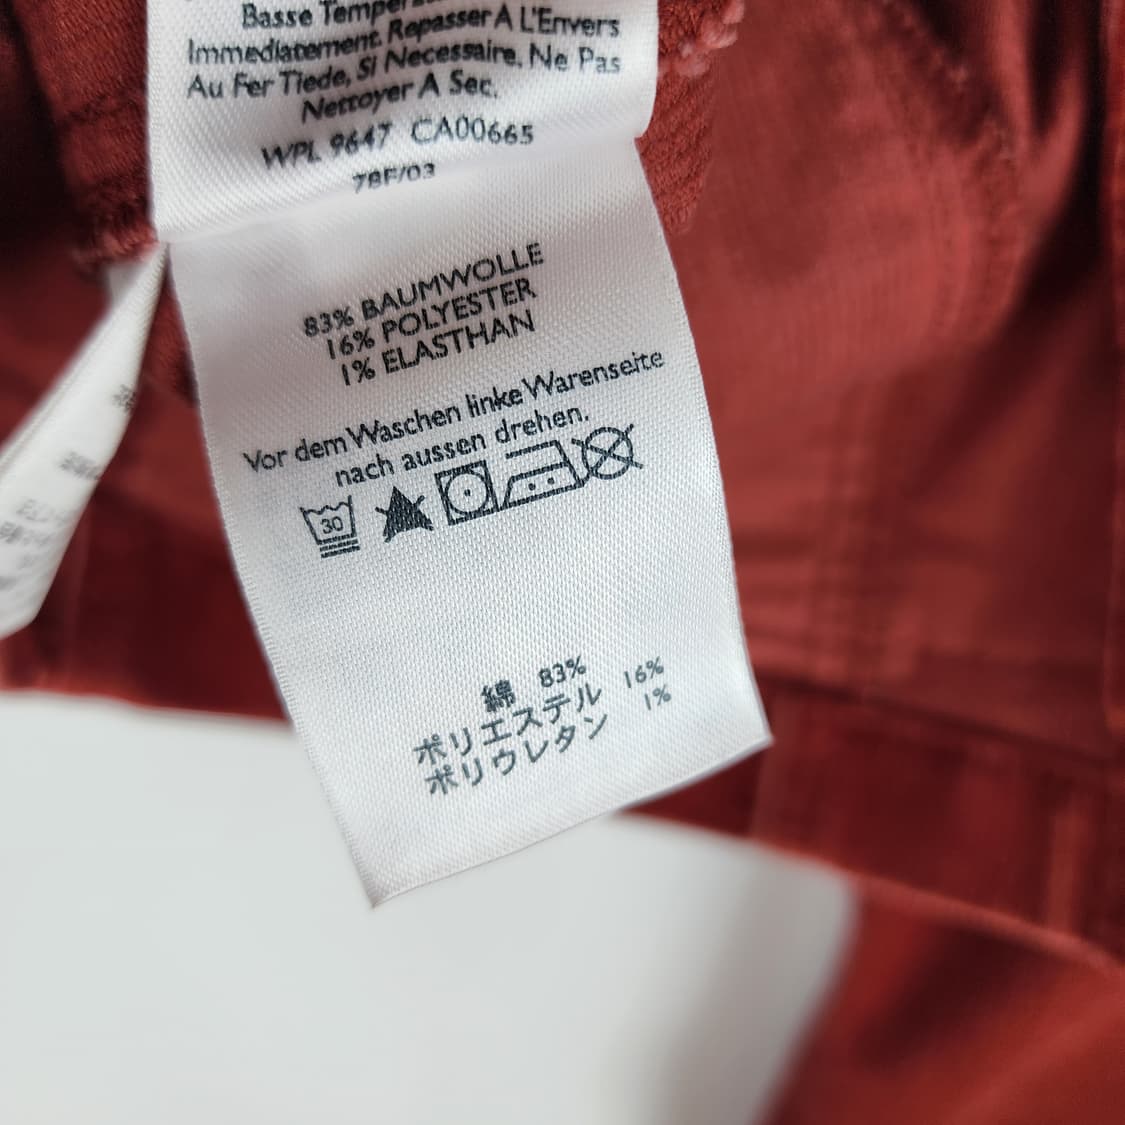 Basse
Immediatement. Repasser A L'Envers
Au Fer Tiede, Si Necessaire, Ne Pas
Nettoyer A Sec.
WPL 9647 CA00665
78F/03
83% BAUMWOLLE
16% POLYESTER
1% ELASTHAN
Vor dem Waschen linke Warenseite
nach aussen drehen.
30
綿 83%
ポリエステル 16%
ポリウレタン 1%